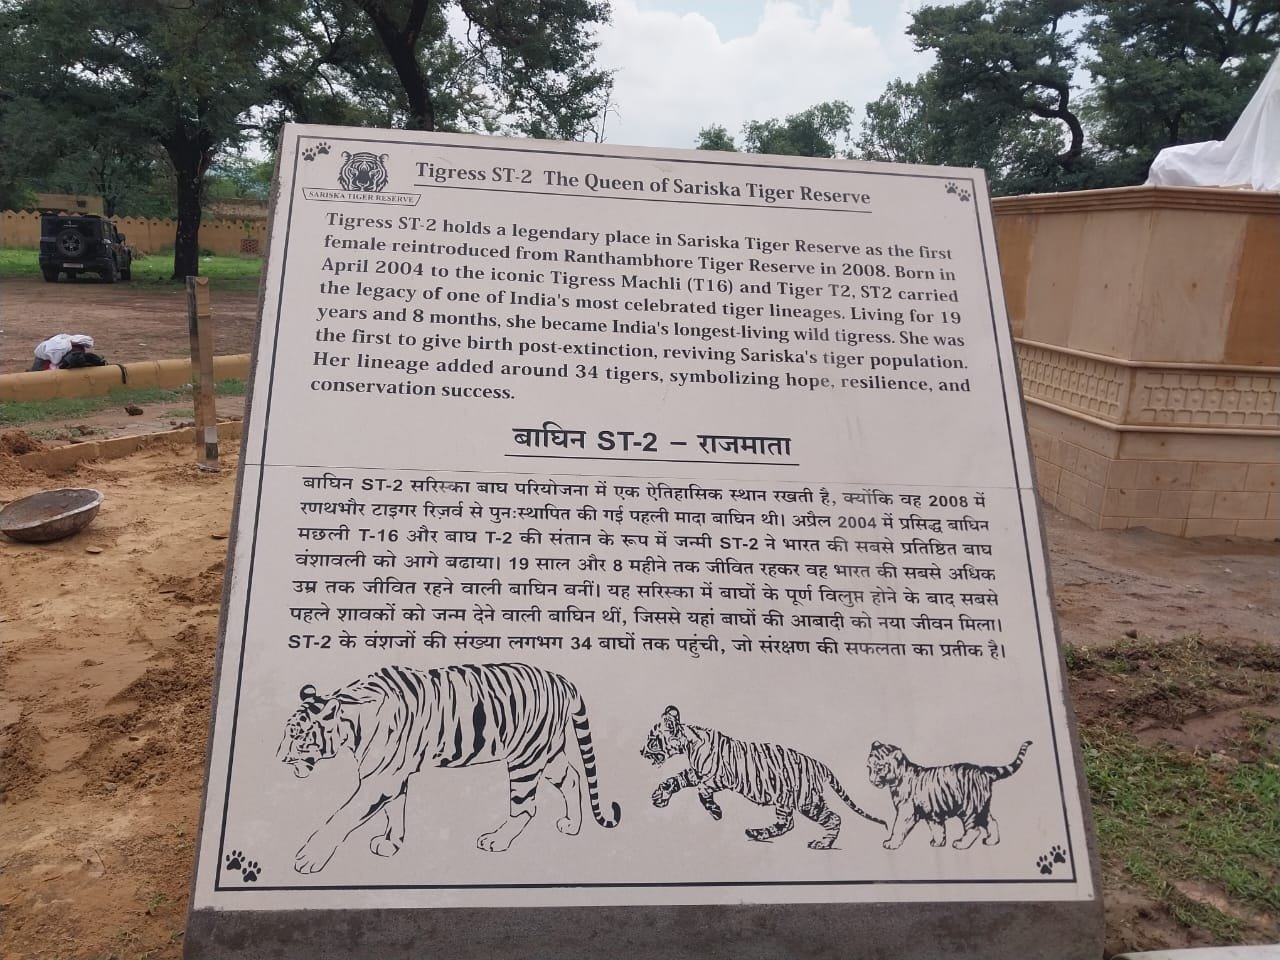 SARISKA TIGER RESERVE
Tigress ST-2 The Queen of Sariska Tiger Reserve
Tigress ST-2 holds a legendary place in Sariska Tiger Reserve as the first
female reintroduced from Ranthambhore Tiger Reserve in 2008. Born in
April 2004 to the iconic Tigress Machli (T16) and Tiger T2, ST2 carried
the legacy of one of India's most celebrated tiger lineages. Living for 19
years and 8 months, she became India's longest-living wild tigress. She was
the first to give birth post-extinction, reviving Sariska's tiger population.
Her lineage added around 34 tigers, symbolizing hope, resilience, and
conservation success.
बाघिन ST-2 – राजमाता
बाघिन ST-2 सरिस्का बाघ परियोजना में एक ऐतिहासिक स्थान रखती है, क्योंकि वह 2008 में
रणथभौर टाइगर रिज़र्व से पुनःस्थापित की गई पहली मादा बाघिन थी। अप्रैल 2004 में प्रसिद्ध बाघिन
मछली T-16 और बाघ T-2 की संतान के रूप में जन्मी ST-2 ने भारत की सबसे प्रतिष्ठित बाघ
वंशावली को आगे बढाया। 19 साल और 8 महीने तक जीवित रहकर वह भारत की सबसे अधिक
उम्र तक जीवित रहने वाली बाघिन बनीं। यह सरिस्का में बाघों के पूर्ण विलुप्त होने के बाद सबसे
पहले शावकों को जन्म देने वाली बाघिन थीं, जिससे यहां बाघों की आबादी को नया जीवन मिला।
ST-2 के वंशजों की संख्या लगभग 34 बाघों तक पहुंची, जो संरक्षण की सफलता का प्रतीक है।